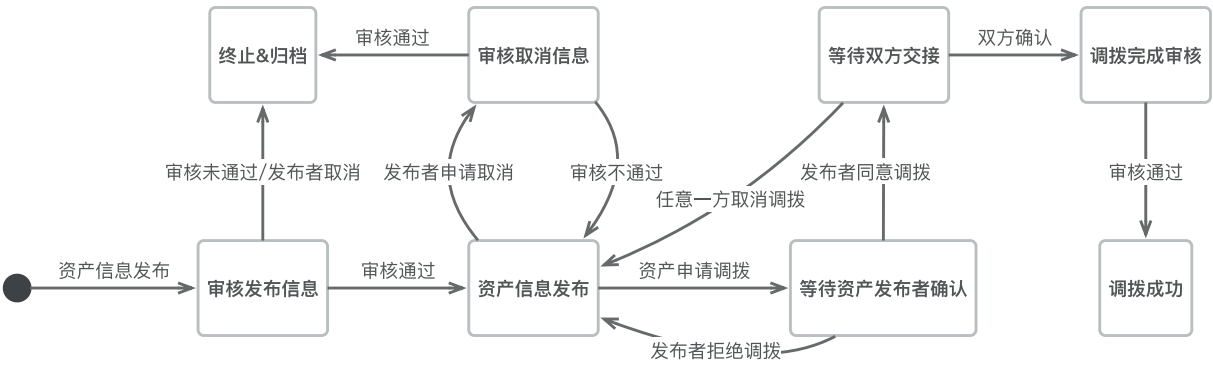 审核通过
双方确认
终止&归档
审核取消信息
等待双方交接
调拨完成审核
审核未通过/发布者取消
发布者申请取消
审核不通过
发布者同意调拨
审核通过
任意一方取消调拨
资产信息发布
审核通过
资产申请调拨
审核发布信息
资产信息发布
等待资产发布者确认
调拨成功
发布者拒绝调拨